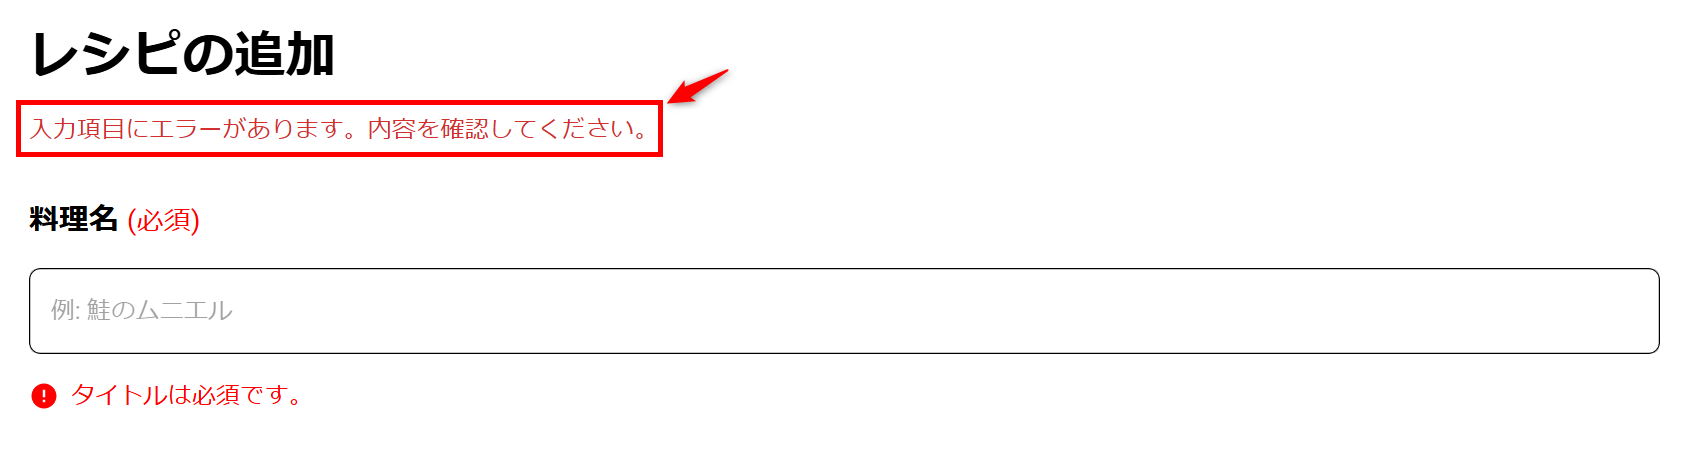 レシピの追加
入力項目にエラーがあります。内容を確認してください。
料理名 (必須)
例: 鮭のムニエル
タイトルは必須です。